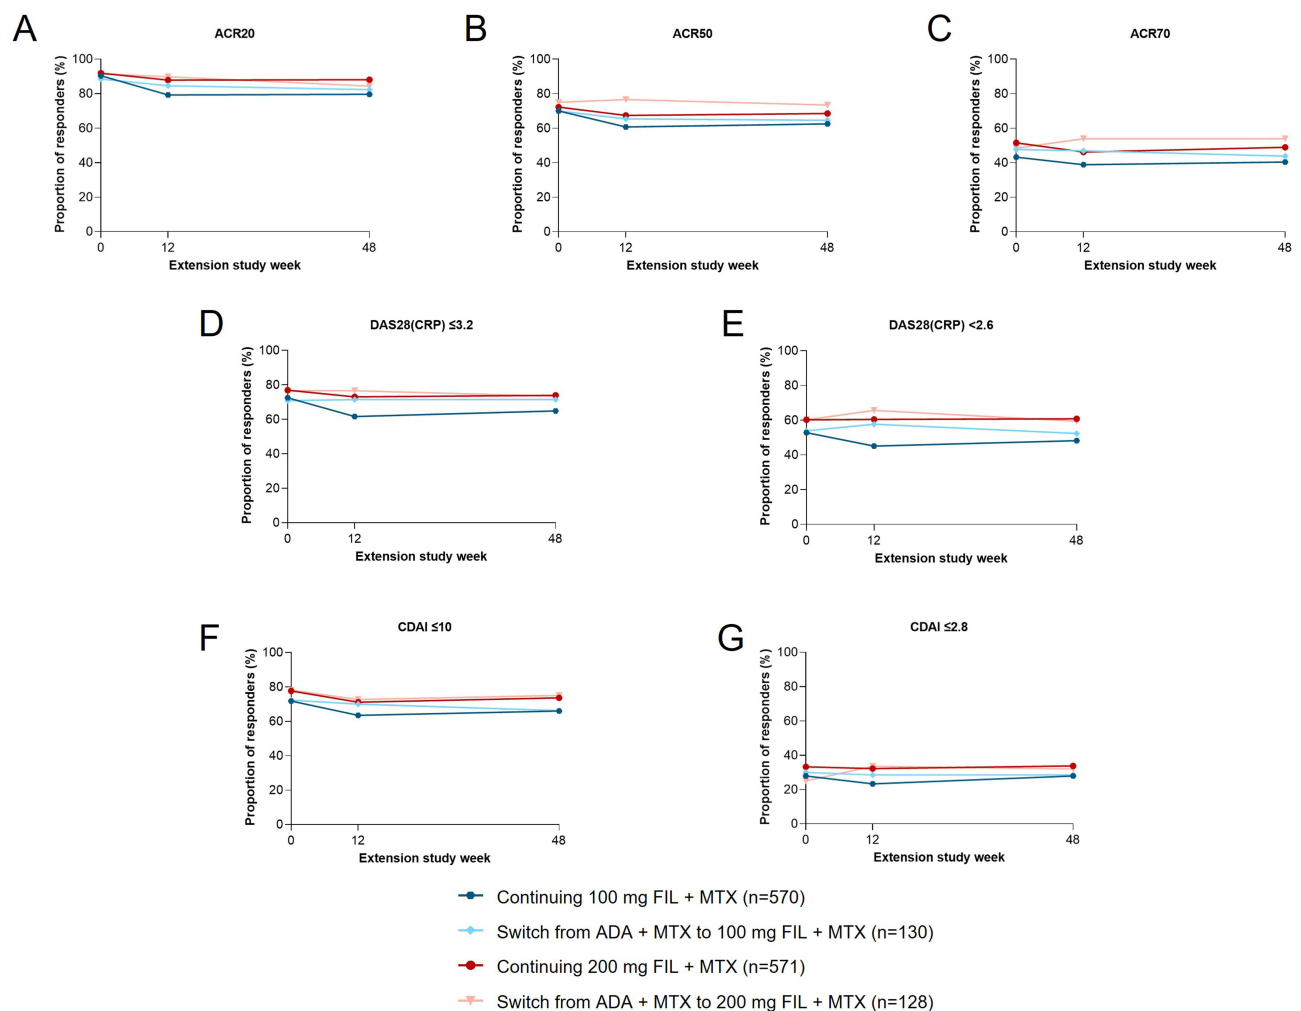 A
ACR20
Proportion of responders (%)
100
80
60
40
20
0
0 12 48
Extension study week
B
ACR50
Proportion of responders (%)
100
80
60
40
20
0
0 12 48
Extension study week
C
ACR70
Proportion of responders (%)
100
80
60
40
20
0
0 12 48
Extension study week
D
DAS28(CRP) ≤3.2
Proportion of responders (%)
100
80
60
40
20
0
0 12 48
Extension study week
E
DAS28(CRP) <2.6
Proportion of responders (%)
100
80
60
40
20
0
0 12 48
Extension study week
F
CDAI ≤10
Proportion of responders (%)
100
80
60
40
20
0
0 12 48
Extension study week
G
CDAI ≤2.8
Proportion of responders (%)
100
80
60
40
20
0
0 12 48
Extension study week
Continuing 100 mg FIL + MTX (n=570)
Switch from ADA + MTX to 100 mg FIL + MTX (n=130)
Continuing 200 mg FIL + MTX (n=571)
Switch from ADA + MTX to 200 mg FIL + MTX (n=128)